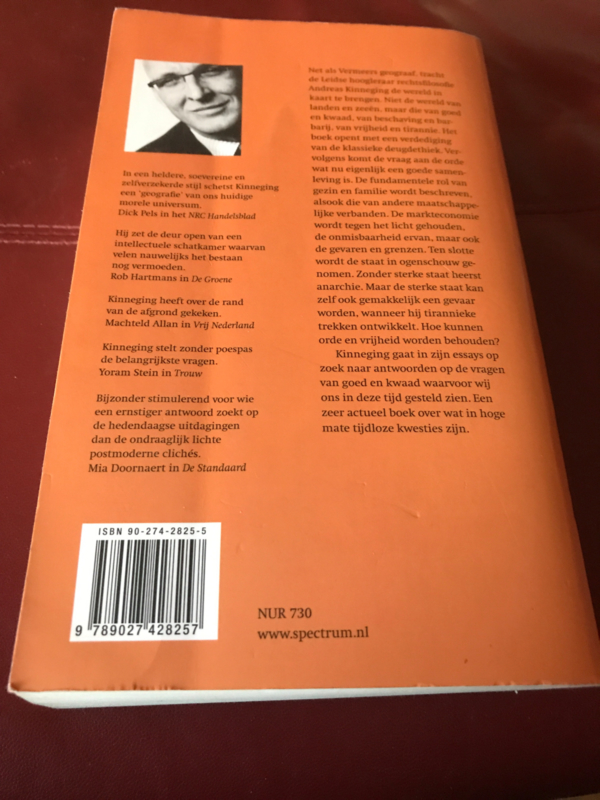 In een heldere, soevereine en
zelfverzekerde stijl schetst Kinneging
een 'geografie' van ons huidige
morele universum.
Dick Pels in het NRC Handelsblad
Hij zet de deur open van een
intellectuele schatkamer waarvan
velen nauwelijks het bestaan
nog vermoeden.
Rob Hartmans in De Groene
Kinneging heeft over de rand
van de afgrond gekeken.
Machteld Allan in Vrij Nederland
Kinneging stelt zonder poespas
de belangrijkste vragen.
Yoram Stein in Trouw
Bijzonder stimulerend voor wie
een ernstiger antwoord zoekt op
de hedendaagse uitdagingen
dan de ondraaglijk lichte
postmoderne clichés.
Mia Doornaert in De Standaard
Net als Vermeers geograaf, tracht
de Leidse hoogleraar rechtsfilosofie
Andreas Kinneging de wereld in
kaart te brengen. Niet de wereld van
landen en zeeën, maar die van goed
en kwaad, van beschaving en bar-
barij, van vrijheid en tirannie. Het
boek opent met een verdediging
van de klassieke deugdethiek. Ver-
volgens komt de vraag aan de orde
wat nu eigenlijk een goede samen-
leving is. De fundamentele rol van
gezin en familie wordt beschreven,
alsook die van andere maatschappe-
lijke verbanden. De markteconomie
wordt tegen het licht gehouden,
de onmisbaarheid ervan, maar ook
de gevaren en grenzen. Ten slotte
wordt de staat in ogenschouw ge-
nomen. Zonder sterke staat heerst
anarchie. Maar de sterke staat kan
zelf ook gemakkelijk een gevaar
worden, wanneer hij tirannieke
trekken ontwikkelt. Hoe kunnen
orde en vrijheid worden behouden?
Kinneging gaat in zijn essays op
zoek naar antwoorden op de vragen
van goed en kwaad waarvoor wij
ons in deze tijd gesteld zien. Een
zeer actueel boek over wat in hoge
mate tijdloze kwesties zijn.
ISBN 90-274-2825-5
9 789027 428257
NUR 730
www.spectrum.nl